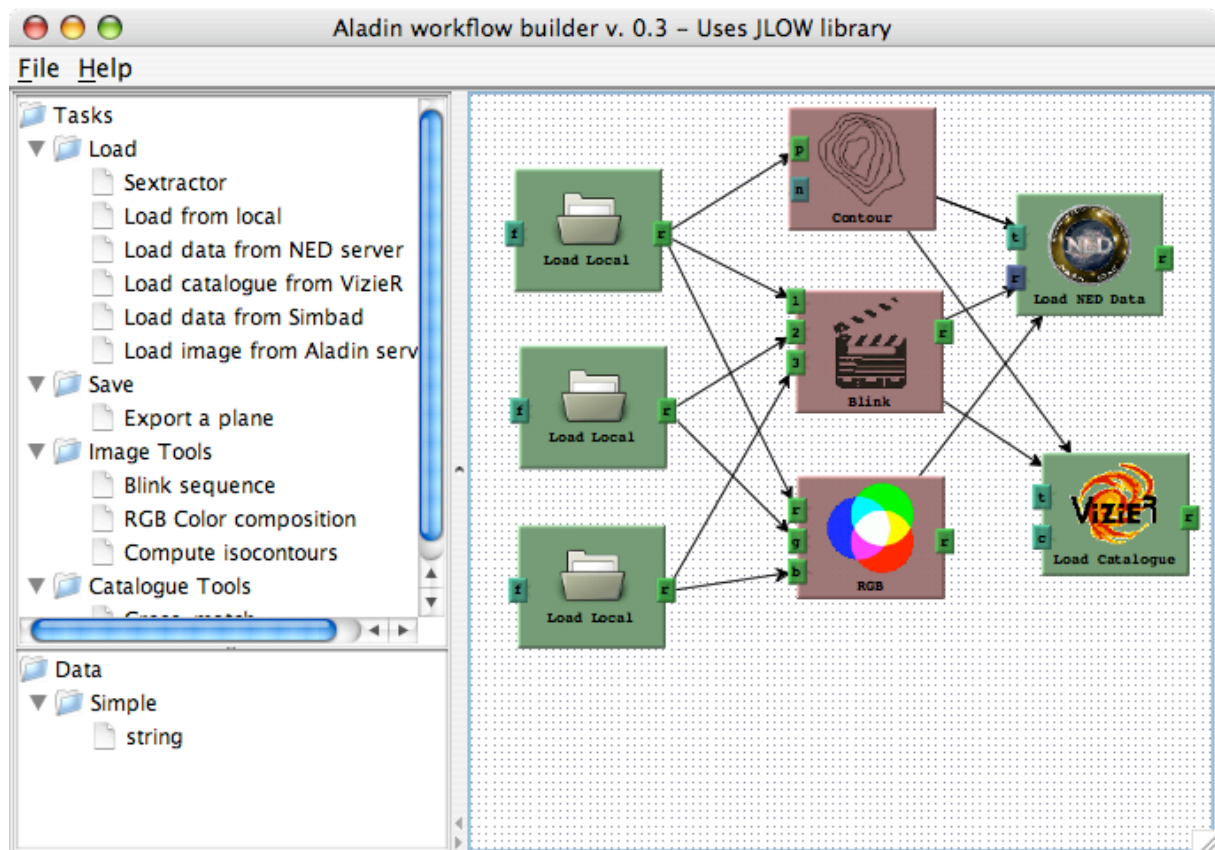 Aladin workflow builder v. 0.3 – Uses JLOW library
File Help
Tasks
Load
Sextractor
Load from local
Load data from NED server
Load catalogue from VizieR
Load data from Simbad
Load image from Aladin serv
Save
Export a plane
Image Tools
Blink sequence
RGB Color composition
Compute isocontours
Catalogue Tools
Data
Simple
string
f
r
Load Local
f
r
Load Local
f
r
Load Local
p
n
Contour
1
2
3
r
Blink
r
g
b
r
RGB
t
r
r
NED
Load NED Data
t
c
r
VIZIER
Load Catalogue